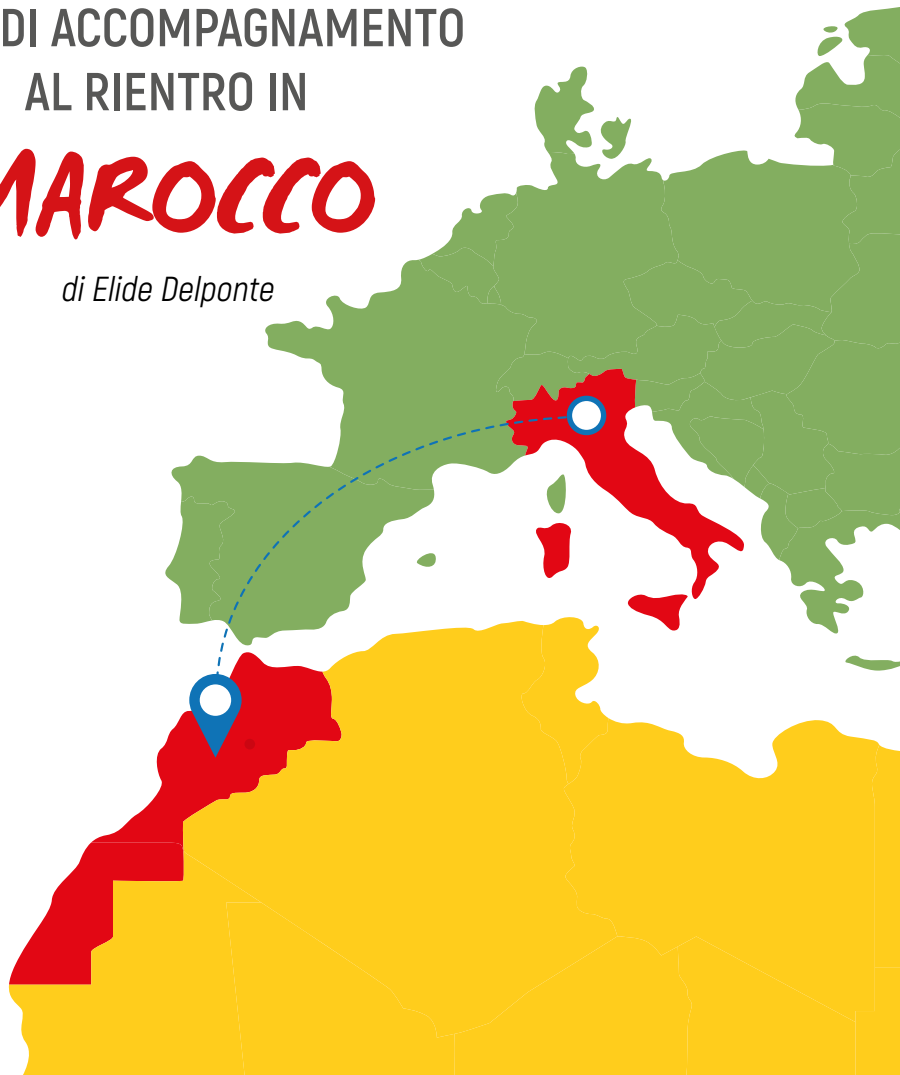 DI ACCOMPAGNAMENTO
AL RIENTRO IN
MAROCCO
di Elide Delponte